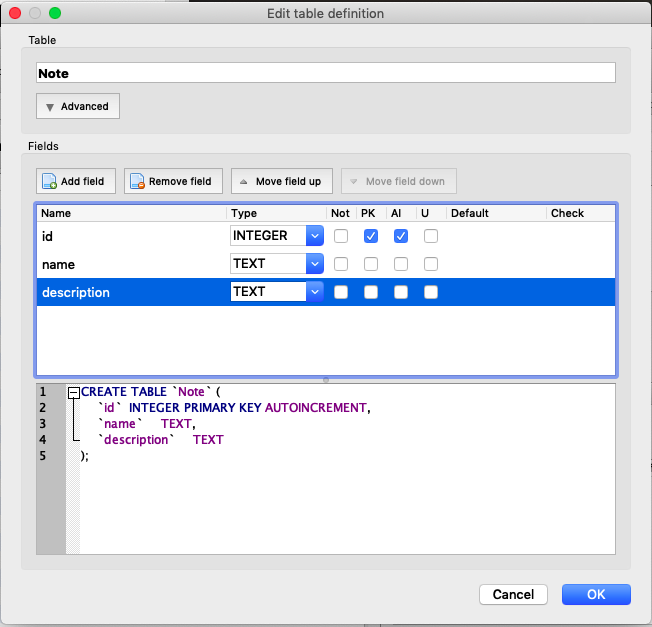 Edit table definition
Table
Note
Advanced
Fields
Add field Remove field Move field up Move field down
Name Type Not PK AI U Default Check
id INTEGER
name TEXT
description TEXT
1 CREATE TABLE `Note` (
2 `id` INTEGER PRIMARY KEY AUTOINCREMENT,
3 `name` TEXT,
4 `description` TEXT
5 );
Cancel OK